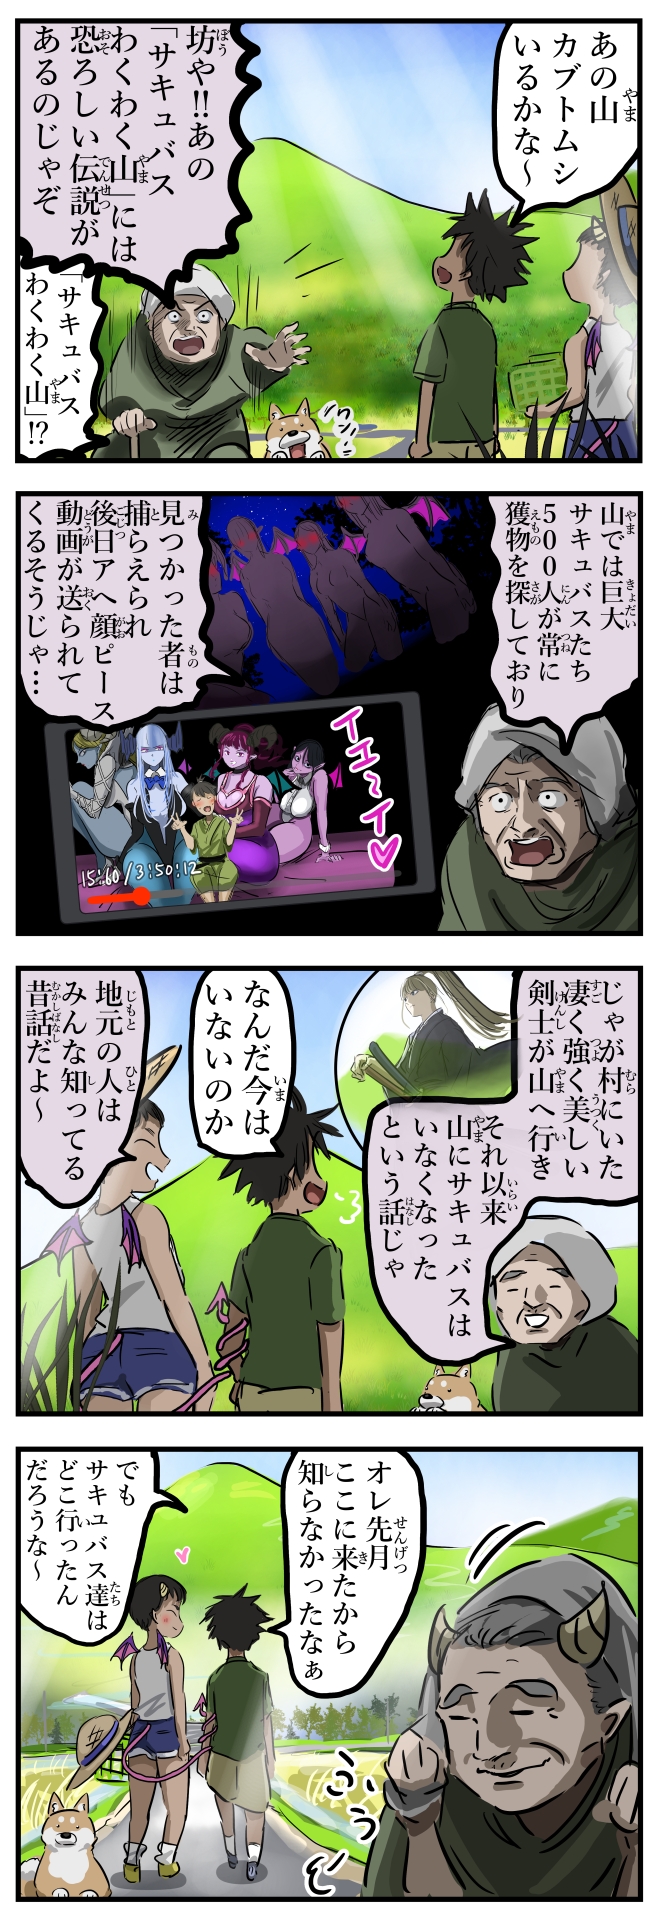 あの山
カブトムシ
いるかな～
坊や!!あの
「サキュバス
わくわく山」には
恐ろしい伝説が
あるのじゃぞ
「サキュバス
わくわく山」!?
ワンワン
山では巨大
サキュバスたち
500人が常に
獲物を探しており
見つかった者は
捕らえられ
後日アヘ顔ピース
動画が送られて
くるそうじゃ…
イエ～イ♡
15:60/3:50:12
じゃが村にいた
凄く強く美しい
剣士が山へ行き
それ以来
山にサキュバスは
いなくなった
という話じゃ
なんだ今は
いないのか
地元の人は
みんな知ってる
昔話だよ～
オレ先月
ここに来たから
知らなかったなぁ
でも
サキュバス達は
どこ行ったん
だろうな～
ふぅ